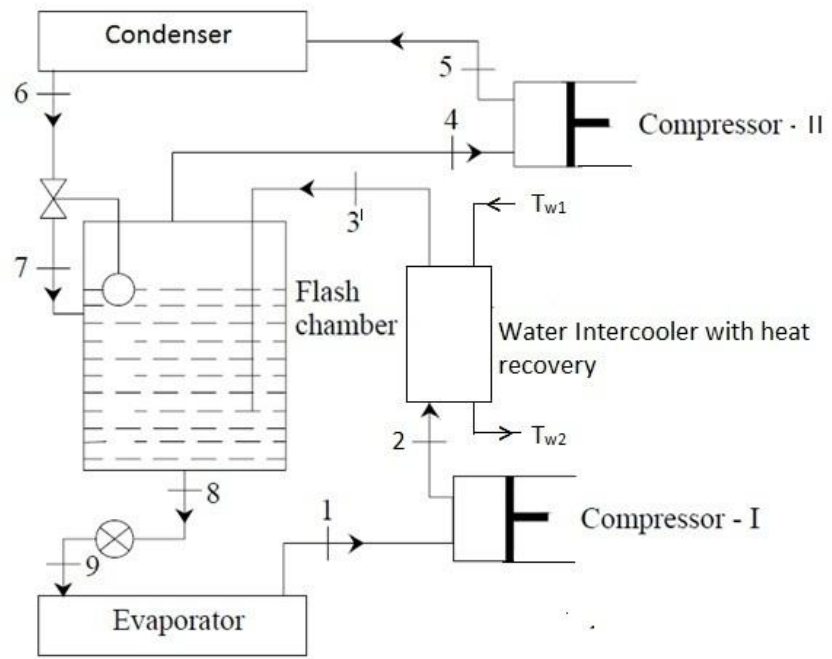 Condenser
5
6
4
Compressor - II
3'
Tw1
7
Flash
chamber
Water Intercooler with heat
recovery
2
Tw2
8
1
Compressor - I
9
Evaporator